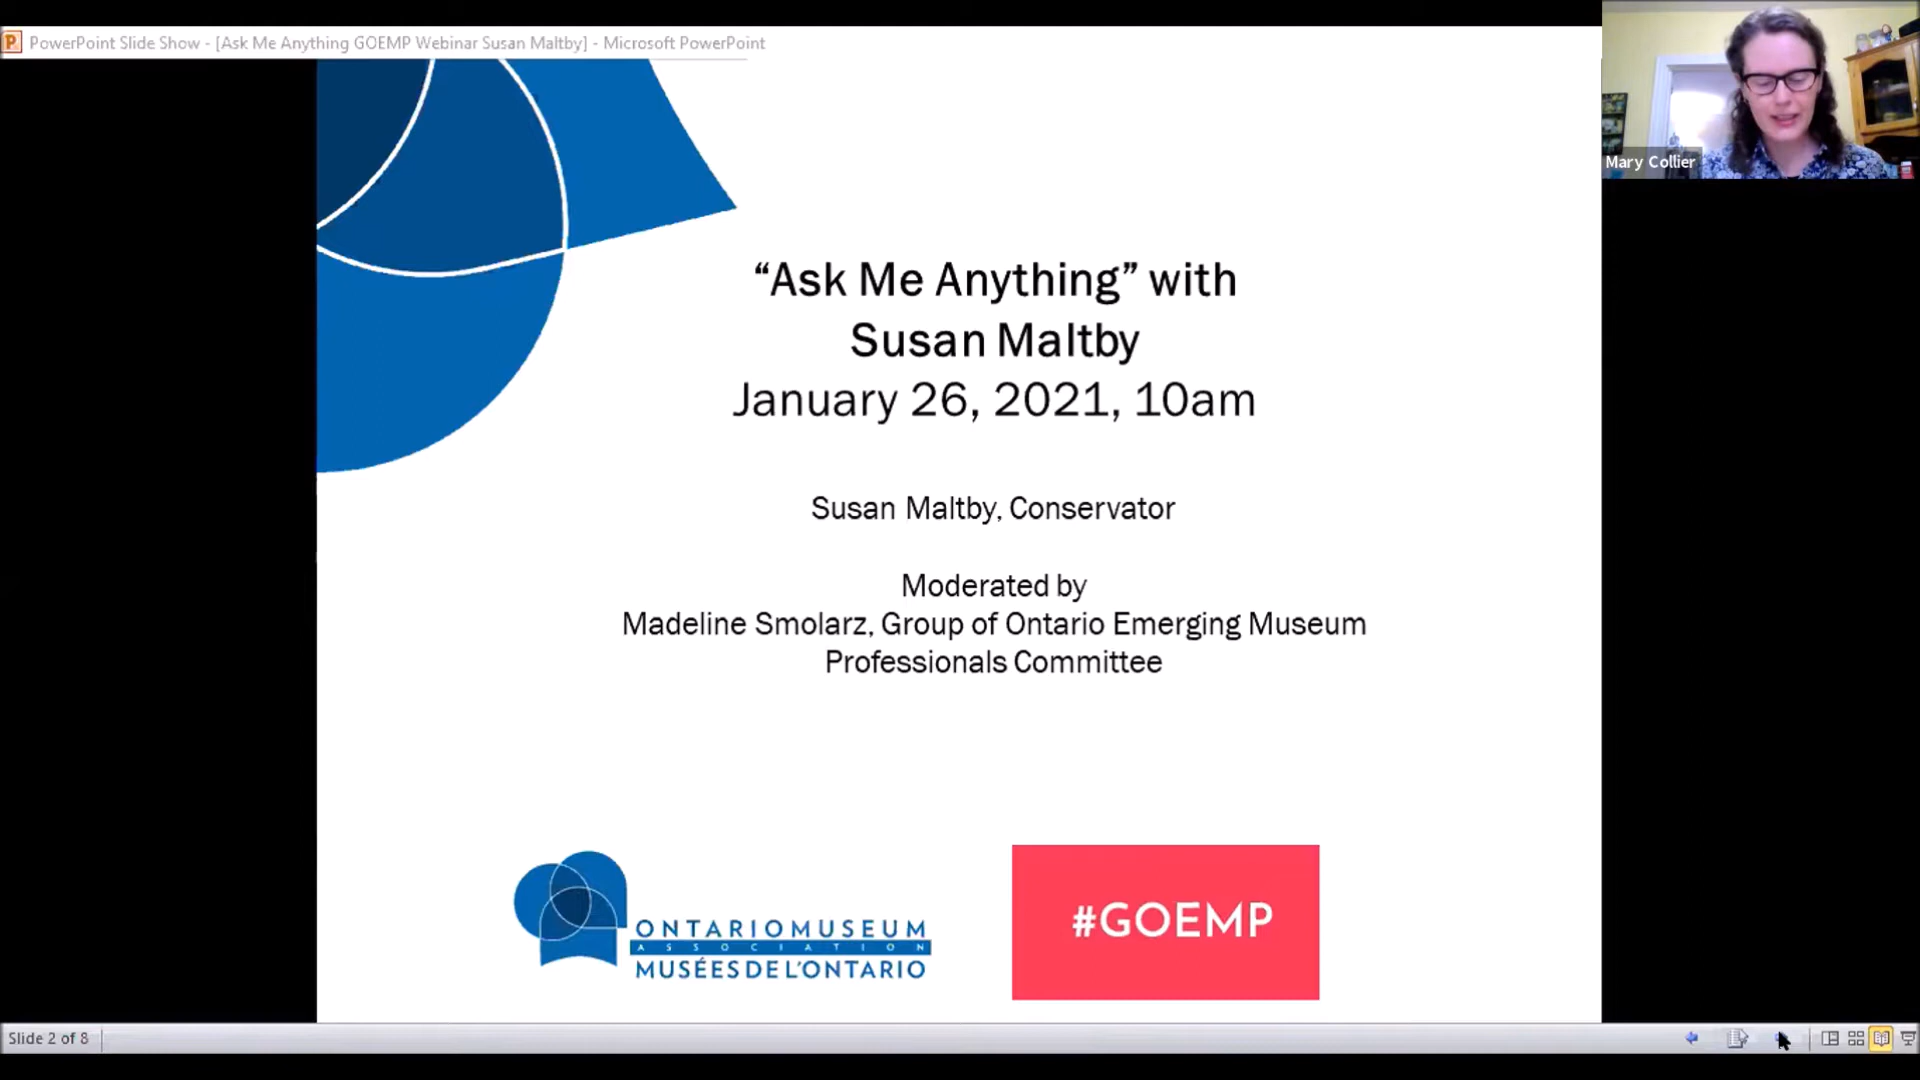 PowerPoint Slide Show - [Ask Me Anything GOEMP Webinar Susan Maltby] - Microsoft PowerPoint
Mary Collier
“Ask Me Anything” with
Susan Maltby
January 26, 2021, 10am
Susan Maltby, Conservator
Moderated by
Madeline Smolarz, Group of Ontario Emerging Museum
Professionals Committee
ONTARIOMUSEUM
ASSOCIATION
MUSÉESDEL'ONTARIO
#GOEMP
Slide 2 of 8